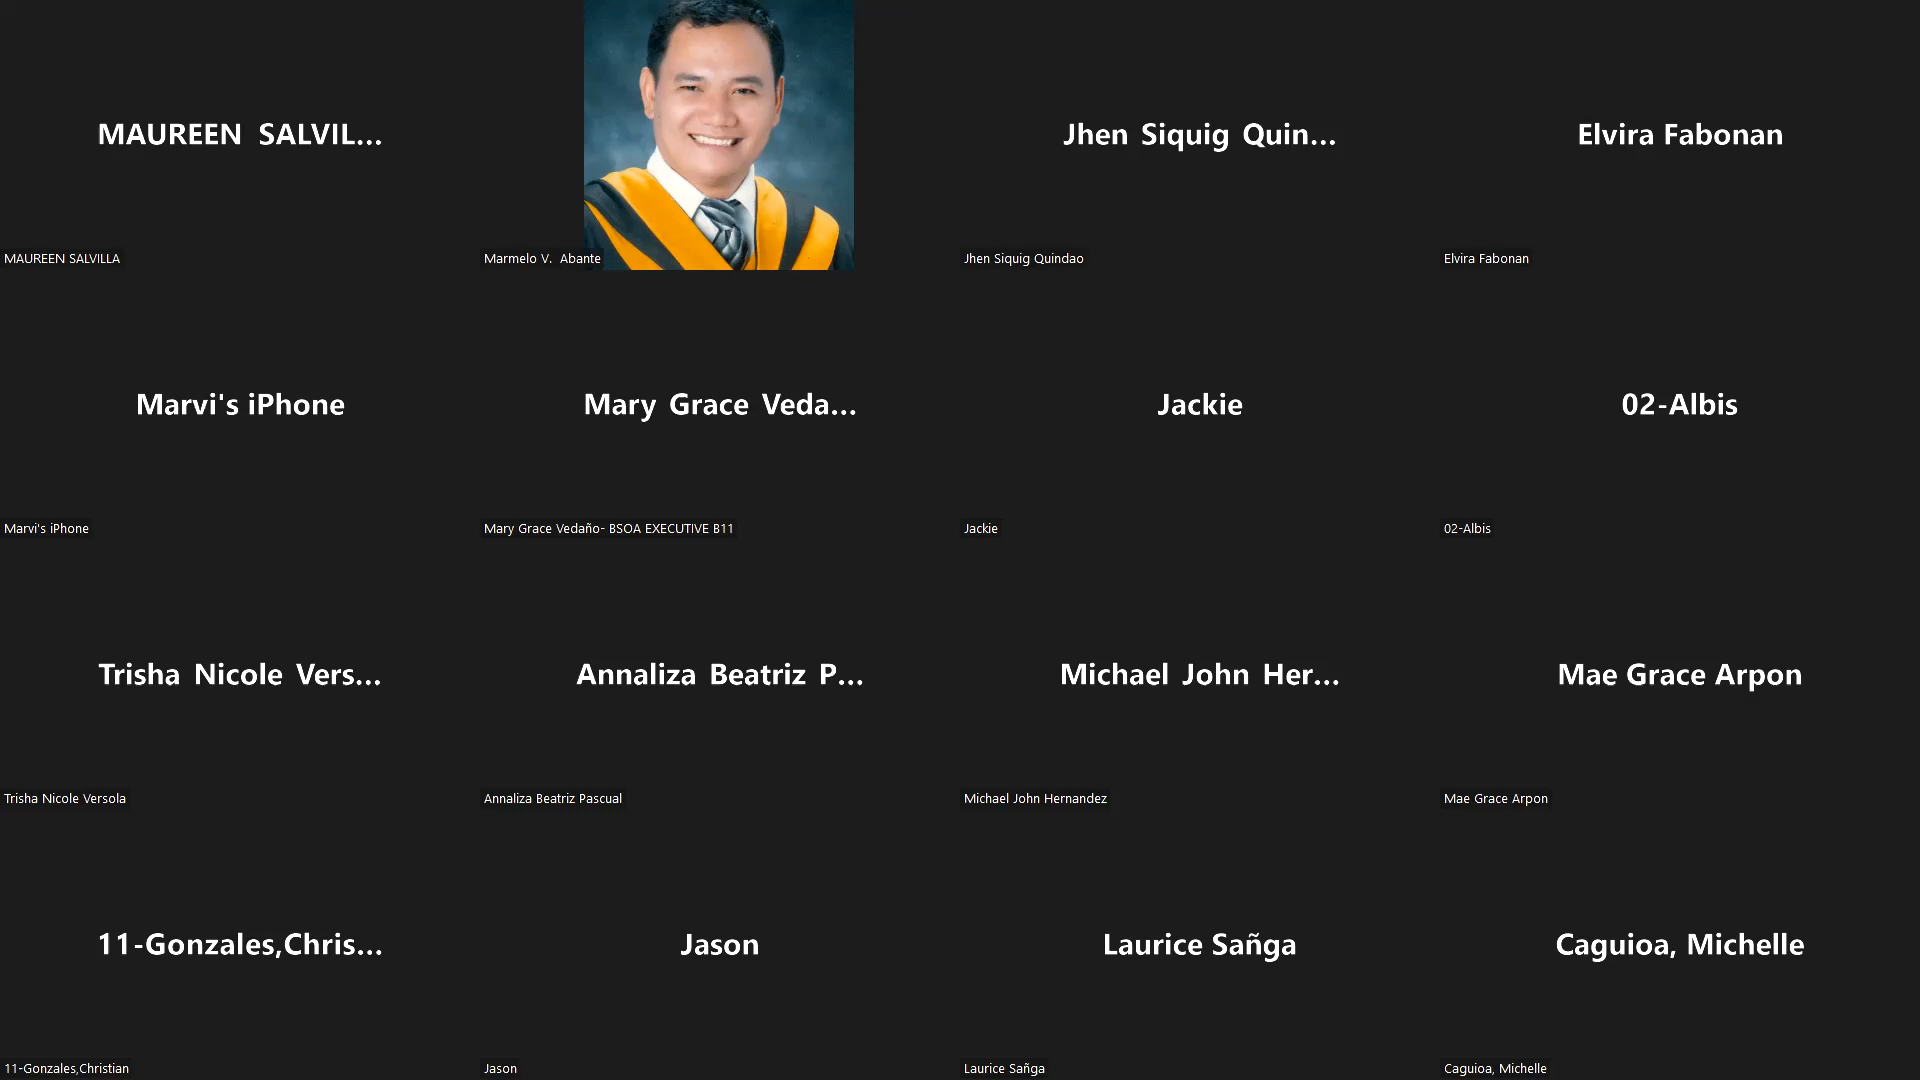 MAUREEN SALVIL...
Jhen Siquig Quin...
Elvira Fabonan
MAUREEN SALVILLA
Marmelo V. Abante
Jhen Siquig Quindao
Elvira Fabonan
Marvi's iPhone
Mary Grace Veda...
Jackie
02-Albis
Marvi's iPhone
Mary Grace Vedaño- BSOA EXECUTIVE B11
Jackie
02-Albis
Trisha Nicole Vers...
Annaliza Beatriz P...
Michael John Her...
Mae Grace Arpon
Trisha Nicole Versola
Annaliza Beatriz Pascual
Michael John Hernandez
Mae Grace Arpon
11-Gonzales,Chris...
Jason
Laurice Sañga
Caguioa, Michelle
11-Gonzales,Christian
Jason
Laurice Sañga
Caguioa, Michelle